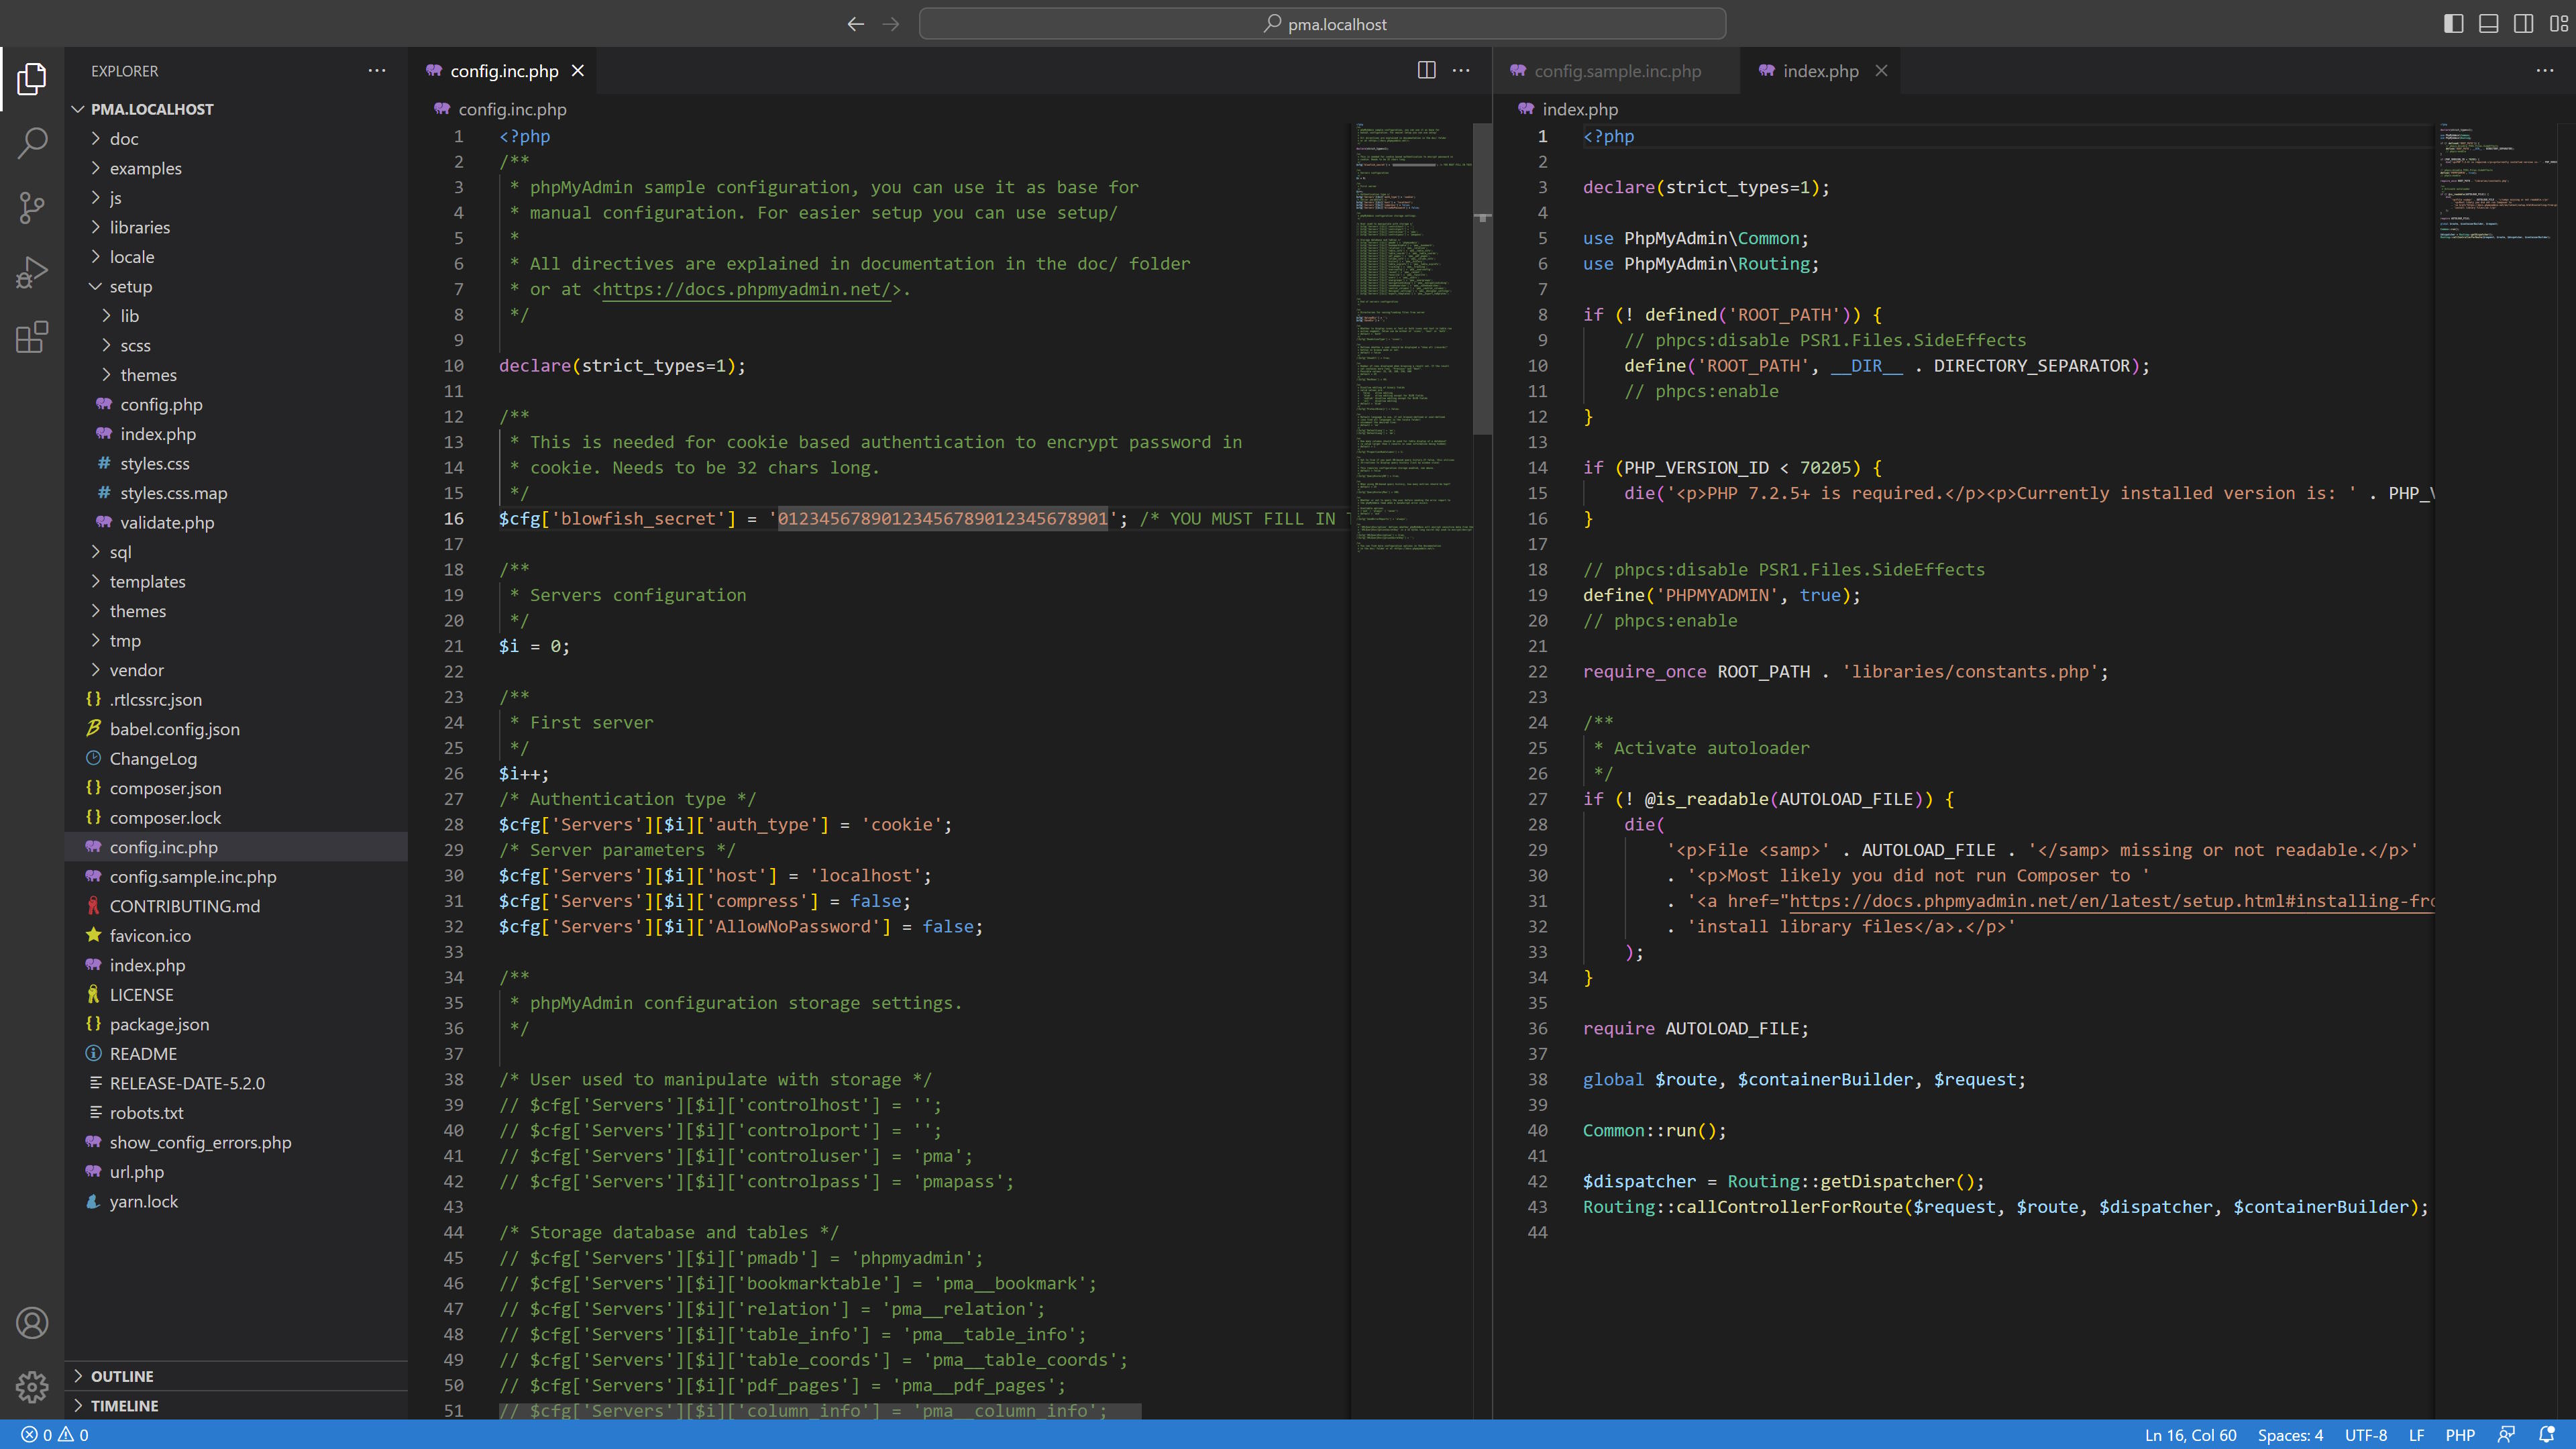 pma.localhost
EXPLORER
PMA.LOCALHOST
doc
examples
js
libraries
locale
setup
lib
scss
themes
config.php
index.php
styles.css
styles.css.map
validate.php
sql
templates
themes
tmp
vendor
.rtlcssrc.json
babel.config.json
ChangeLog
composer.json
composer.lock
config.inc.php
config.sample.inc.php
CONTRIBUTING.md
favicon.ico
index.php
LICENSE
package.json
README
RELEASE-DATE-5.2.0
robots.txt
show_config_errors.php
url.php
yarn.lock
OUTLINE
TIMELINE
config.inc.php
config.inc.php
1 <?php
2 /**
3 * phpMyAdmin sample configuration, you can use it as base for
4 * manual configuration. For easier setup you can use setup/
5 *
6 * All directives are explained in documentation in the doc/ folder
7 * or at <https://docs.phpmyadmin.net/>.
8 */
9
10 declare(strict_types=1);
11
12 /**
13 * This is needed for cookie based authentication to encrypt password in
14 * cookie. Needs to be 32 chars long.
15 */
16 $cfg['blowfish_secret'] = '01234567890123456789012345678901'; /* YOU MUST FILL IN
17
18 /**
19 * Servers configuration
20 */
21 $i = 0;
22
23 /**
24 * First server
25 */
26 $i++;
27 /* Authentication type */
28 $cfg['Servers'][$i]['auth_type'] = 'cookie';
29 /* Server parameters */
30 $cfg['Servers'][$i]['host'] = 'localhost';
31 $cfg['Servers'][$i]['compress'] = false;
32 $cfg['Servers'][$i]['AllowNoPassword'] = false;
33
34 /**
35 * phpMyAdmin configuration storage settings.
36 */
37
38 /* User used to manipulate with storage */
39 // $cfg['Servers'][$i]['controlhost'] = '';
40 // $cfg['Servers'][$i]['controlport'] = '';
41 // $cfg['Servers'][$i]['controluser'] = 'pma';
42 // $cfg['Servers'][$i]['controlpass'] = 'pmapass';
43
44 /* Storage database and tables */
45 // $cfg['Servers'][$i]['pmadb'] = 'phpmyadmin';
46 // $cfg['Servers'][$i]['bookmarktable'] = 'pma__bookmark';
47 // $cfg['Servers'][$i]['relation'] = 'pma__relation';
48 // $cfg['Servers'][$i]['table_info'] = 'pma__table_info';
49 // $cfg['Servers'][$i]['table_coords'] = 'pma__table_coords';
50 // $cfg['Servers'][$i]['pdf_pages'] = 'pma__pdf_pages';
51 // $cfg['Servers'][$i]['column_info'] = 'pma__column_info';
config.sample.inc.php index.php
index.php
1 <?php
2
3 declare(strict_types=1);
4
5 use PhpMyAdmin\Common;
6 use PhpMyAdmin\Routing;
7
8 if (! defined('ROOT_PATH')) {
9 // phpcs:disable PSR1.Files.SideEffects
10 define('ROOT_PATH', __DIR__ . DIRECTORY_SEPARATOR);
11 // phpcs:enable
12 }
13
14 if (PHP_VERSION_ID < 70205) {
15 die('<p>PHP 7.2.5+ is required.</p><p>Currently installed version is: ' . PHP_V
16 }
17
18 // phpcs:disable PSR1.Files.SideEffects
19 define('PHPMYADMIN', true);
20 // phpcs:enable
21
22 require_once ROOT_PATH . 'libraries/constants.php';
23
24 /**
25 * Activate autoloader
26 */
27 if (! @is_readable(AUTOLOAD_FILE)) {
28 die(
29 '<p>File <samp>' . AUTOLOAD_FILE . '</samp> missing or not readable.</p>'
30 . '<p>Most likely you did not run Composer to '
31 . '<a href="https://docs.phpmyadmin.net/en/latest/setup.html#installing-fro
32 . 'install library files</a>.</p>'
33 );
34 }
35
36 require AUTOLOAD_FILE;
37
38 global $route, $containerBuilder, $request;
39
40 Common::run();
41
42 $dispatcher = Routing::getDispatcher();
43 Routing::callControllerForRoute($request, $route, $dispatcher, $containerBuilder);
44
0 0
Ln 16, Col 60 Spaces: 4 UTF-8 LF PHP